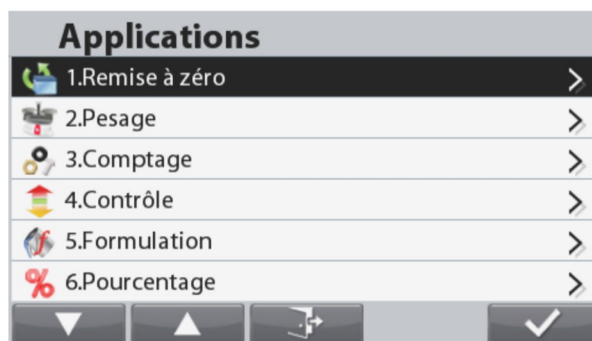 Applications
1.Remise à zéro
2.Pesage
3.Comptage
4.Contrôle
5.Formulation
6.Pourcentage